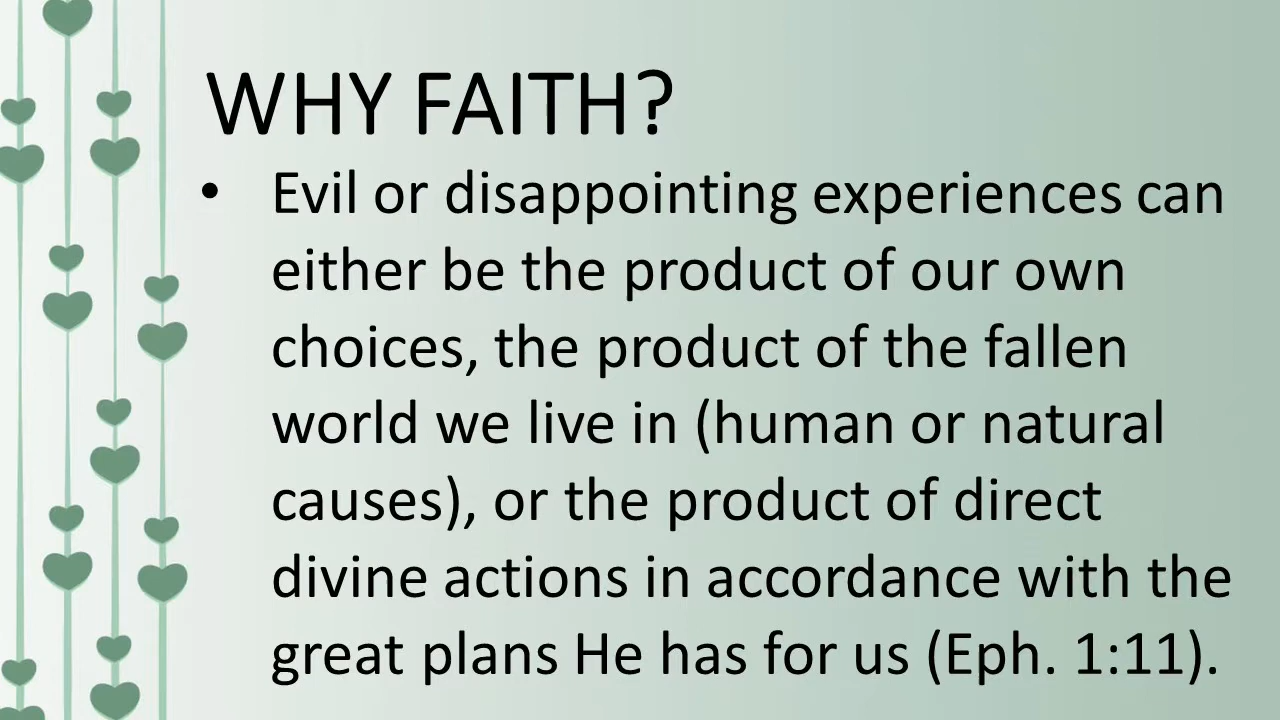 WHY FAITH?
• Evil or disappointing experiences can
either be the product of our own
choices, the product of the fallen
world we live in (human or natural
causes), or the product of direct
divine actions in accordance with the
great plans He has for us (Eph. 1:11).